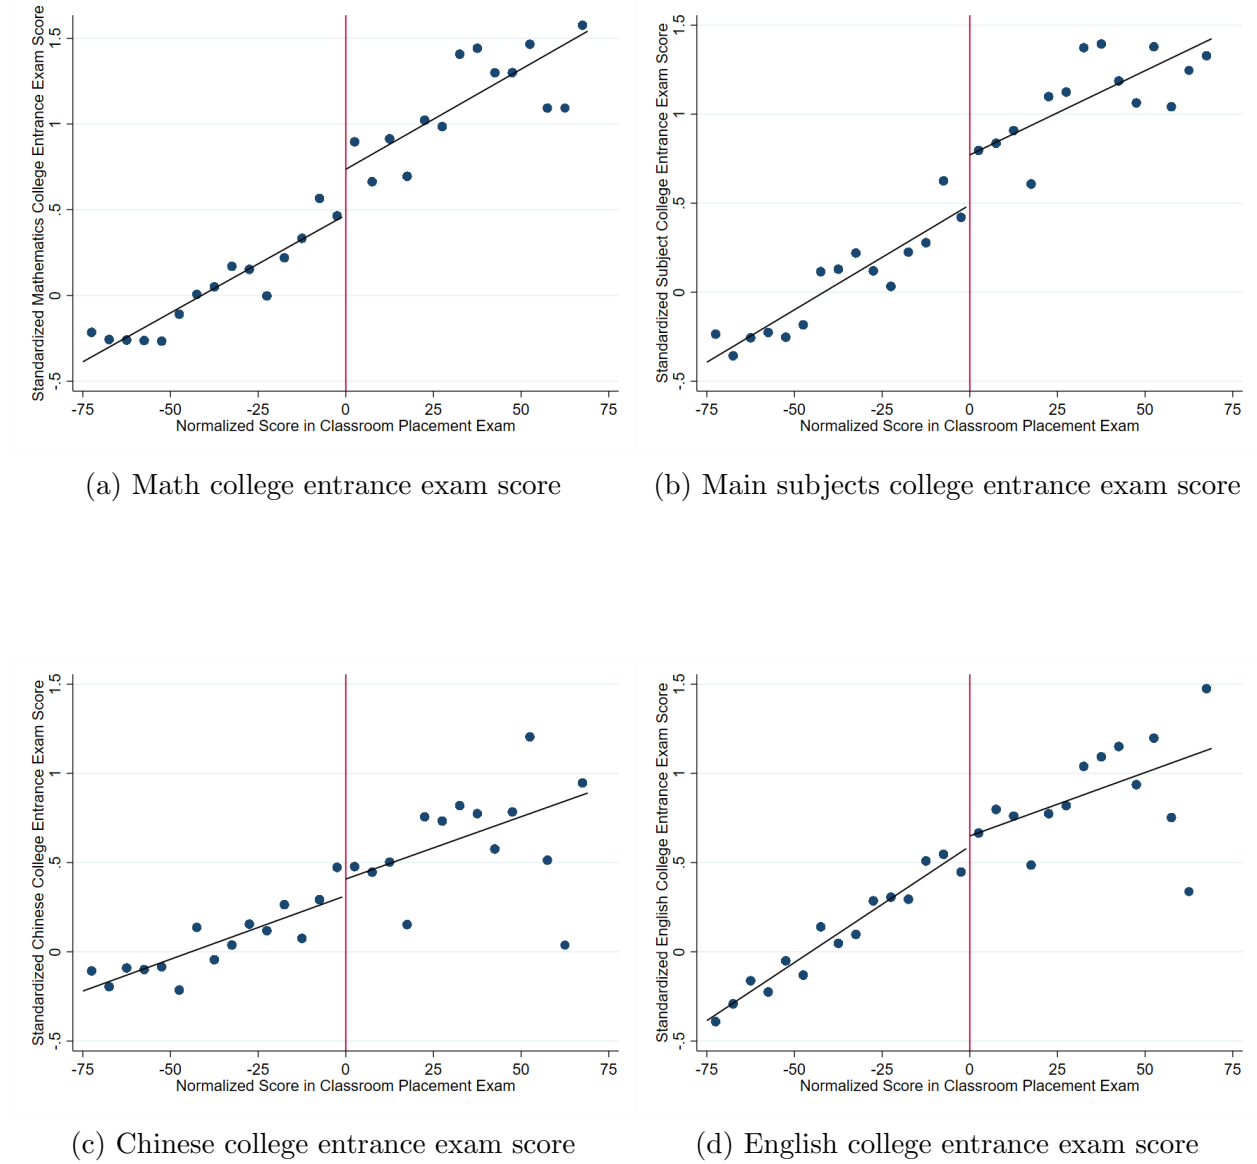 Standardized Mathematics College Entrance Exam Score
1.5
1
.5
0
-.5
-75 -50 -25 0 25 50 75
Normalized Score in Classroom Placement Exam
(a) Math college entrance exam score
Standardized Subject College Entrance Exam Score
1.5
1
.5
0
-.5
-75 -50 -25 0 25 50 75
Normalized Score in Classroom Placement Exam
(b) Main subjects college entrance exam score
Standardized Chinese College Entrance Exam Score
1.5
1
.5
0
-.5
-75 -50 -25 0 25 50 75
Normalized Score in Classroom Placement Exam
(c) Chinese college entrance exam score
Standardized English College Entrance Exam Score
1.5
1
.5
0
-.5
-75 -50 -25 0 25 50 75
Normalized Score in Classroom Placement Exam
(d) English college entrance exam score